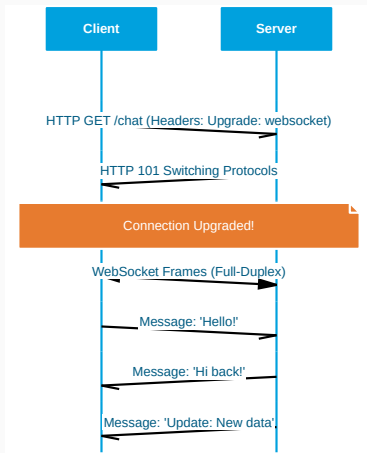 Client
Server
HTTP GET /chat (Headers: Upgrade: websocket)
HTTP 101 Switching Protocols
Connection Upgraded!
WebSocket Frames (Full-Duplex)
Message: 'Hello!'
Message: 'Hi back!'
Message: 'Update: New data'